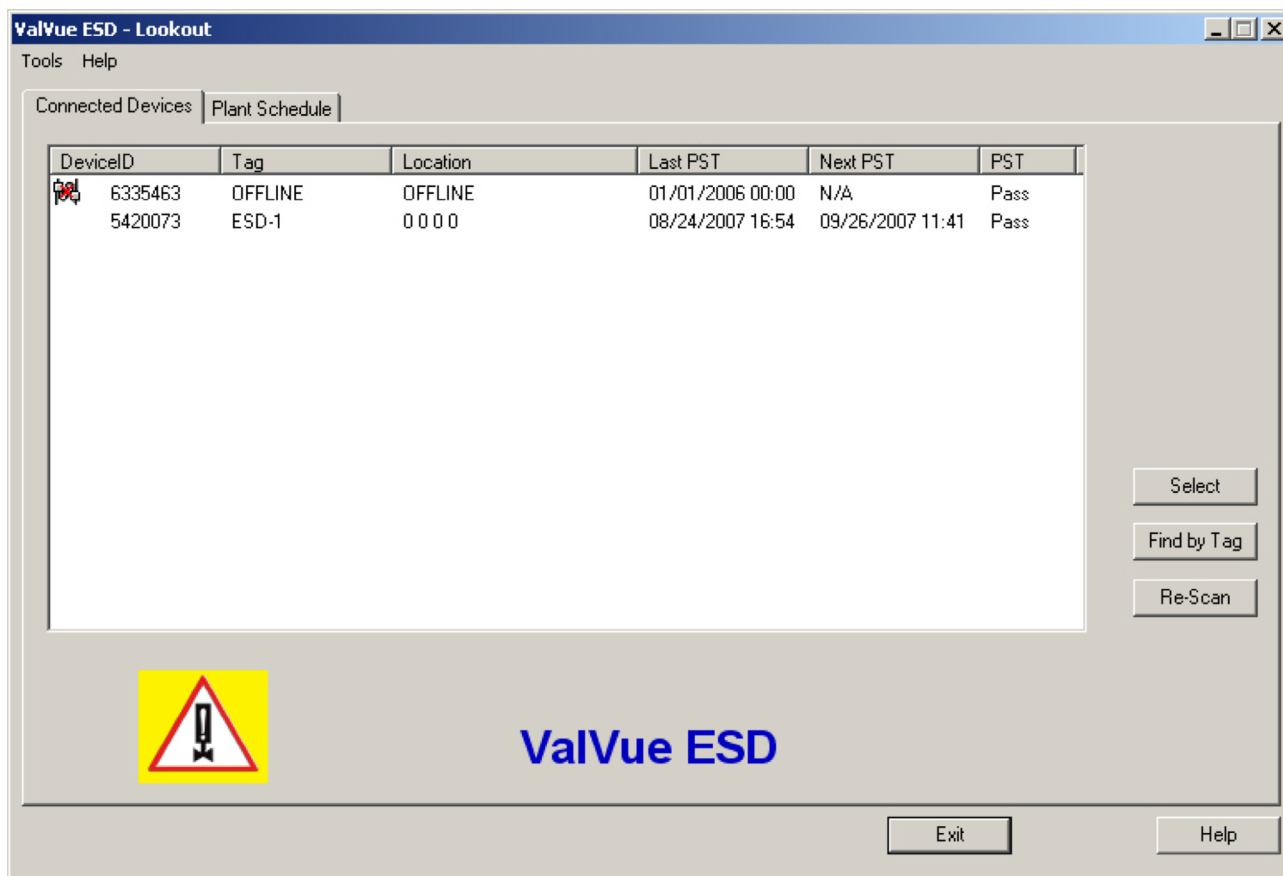 ValVue ESD - Lookout
Tools Help
Connected Devices Plant Schedule
DeviceID Tag Location Last PST Next PST PST
6335463 OFFLINE OFFLINE 01/01/2006 00:00 N/A Pass
5420073 ESD-1 0 0 0 0 08/24/2007 16:54 09/26/2007 11:41 Pass
Select
Find by Tag
Re-Scan
ValVue ESD
Exit Help